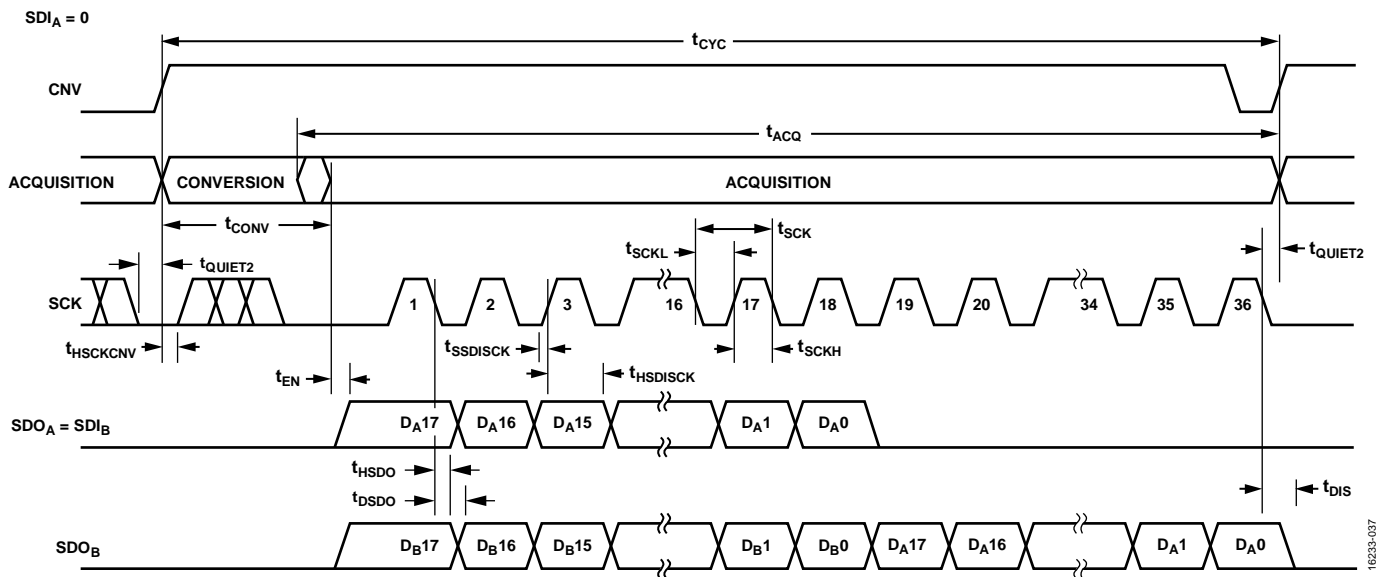 SDIA = 0
tCYC
CNV
tACQ
ACQUISITION CONVERSION ACQUISITION
tCONV
tSCK
tSCKL
tQUIET2 tQUIET2
SCK 1 2 3 16 17 18 19 20 34 35 36
tHSCKCNV
tSSDISCK
tSCKH
tEN
tHSDISCK
SDOA = SDIB DA17 DA16 DA15 DA1 DA0
tHSDO
tDSDO
tDIS
SDOB DB17 DB16 DB15 DB1 DB0 DA17 DA16 DA1 DA0
16233-037